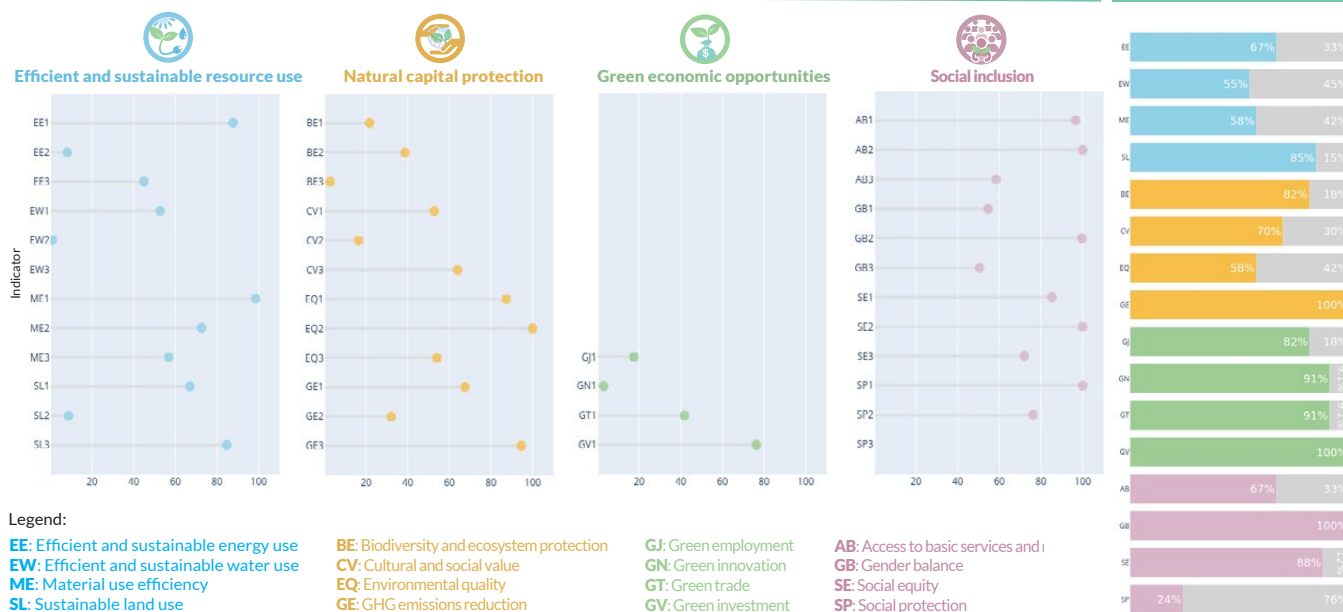 Efficient and sustainable resource use
Natural capital protection
Green economic opportunities
Social inclusion
$
Indicator
EE1
EE2
EE3
EW1
EW2
EW3
ME1
ME2
ME3
SL1
SL2
SL3
20 40 60 80 100
BE1
BE2
BE3
CV1
CV2
CV3
EQ1
EQ2
EQ3
GE1
GE2
GE3
20 40 60 80 100
GJ1
GN1
GT1
GV1
20 40 60 80 100
AB1
AB2
AB3
GB1
GB2
GB3
SE1
SE2
SE3
SP1
SP2
SP3
20 40 60 80 100
EE 67% 33%
EW 55% 45%
ME 58% 42%
SL 85% 15%
BE 82% 18%
CV 70% 30%
EQ 58% 42%
GE 100%
GJ 82% 18%
GN 91%
GT 91%
GV 100%
AB 67% 33%
GB 100%
SE 88% 12%
SP 24% 76%
Legend:
EE: Efficient and sustainable energy use
EW: Efficient and sustainable water use
ME: Material use efficiency
SL: Sustainable land use
BE: Biodiversity and ecosystem protection
CV: Cultural and social value
EQ: Environmental quality
GE: GHG emissions reduction
GJ: Green employment
GN: Green innovation
GT: Green trade
GV: Green investment
AB: Access to basic services and
GB: Gender balance
SE: Social equity
SP: Social protection